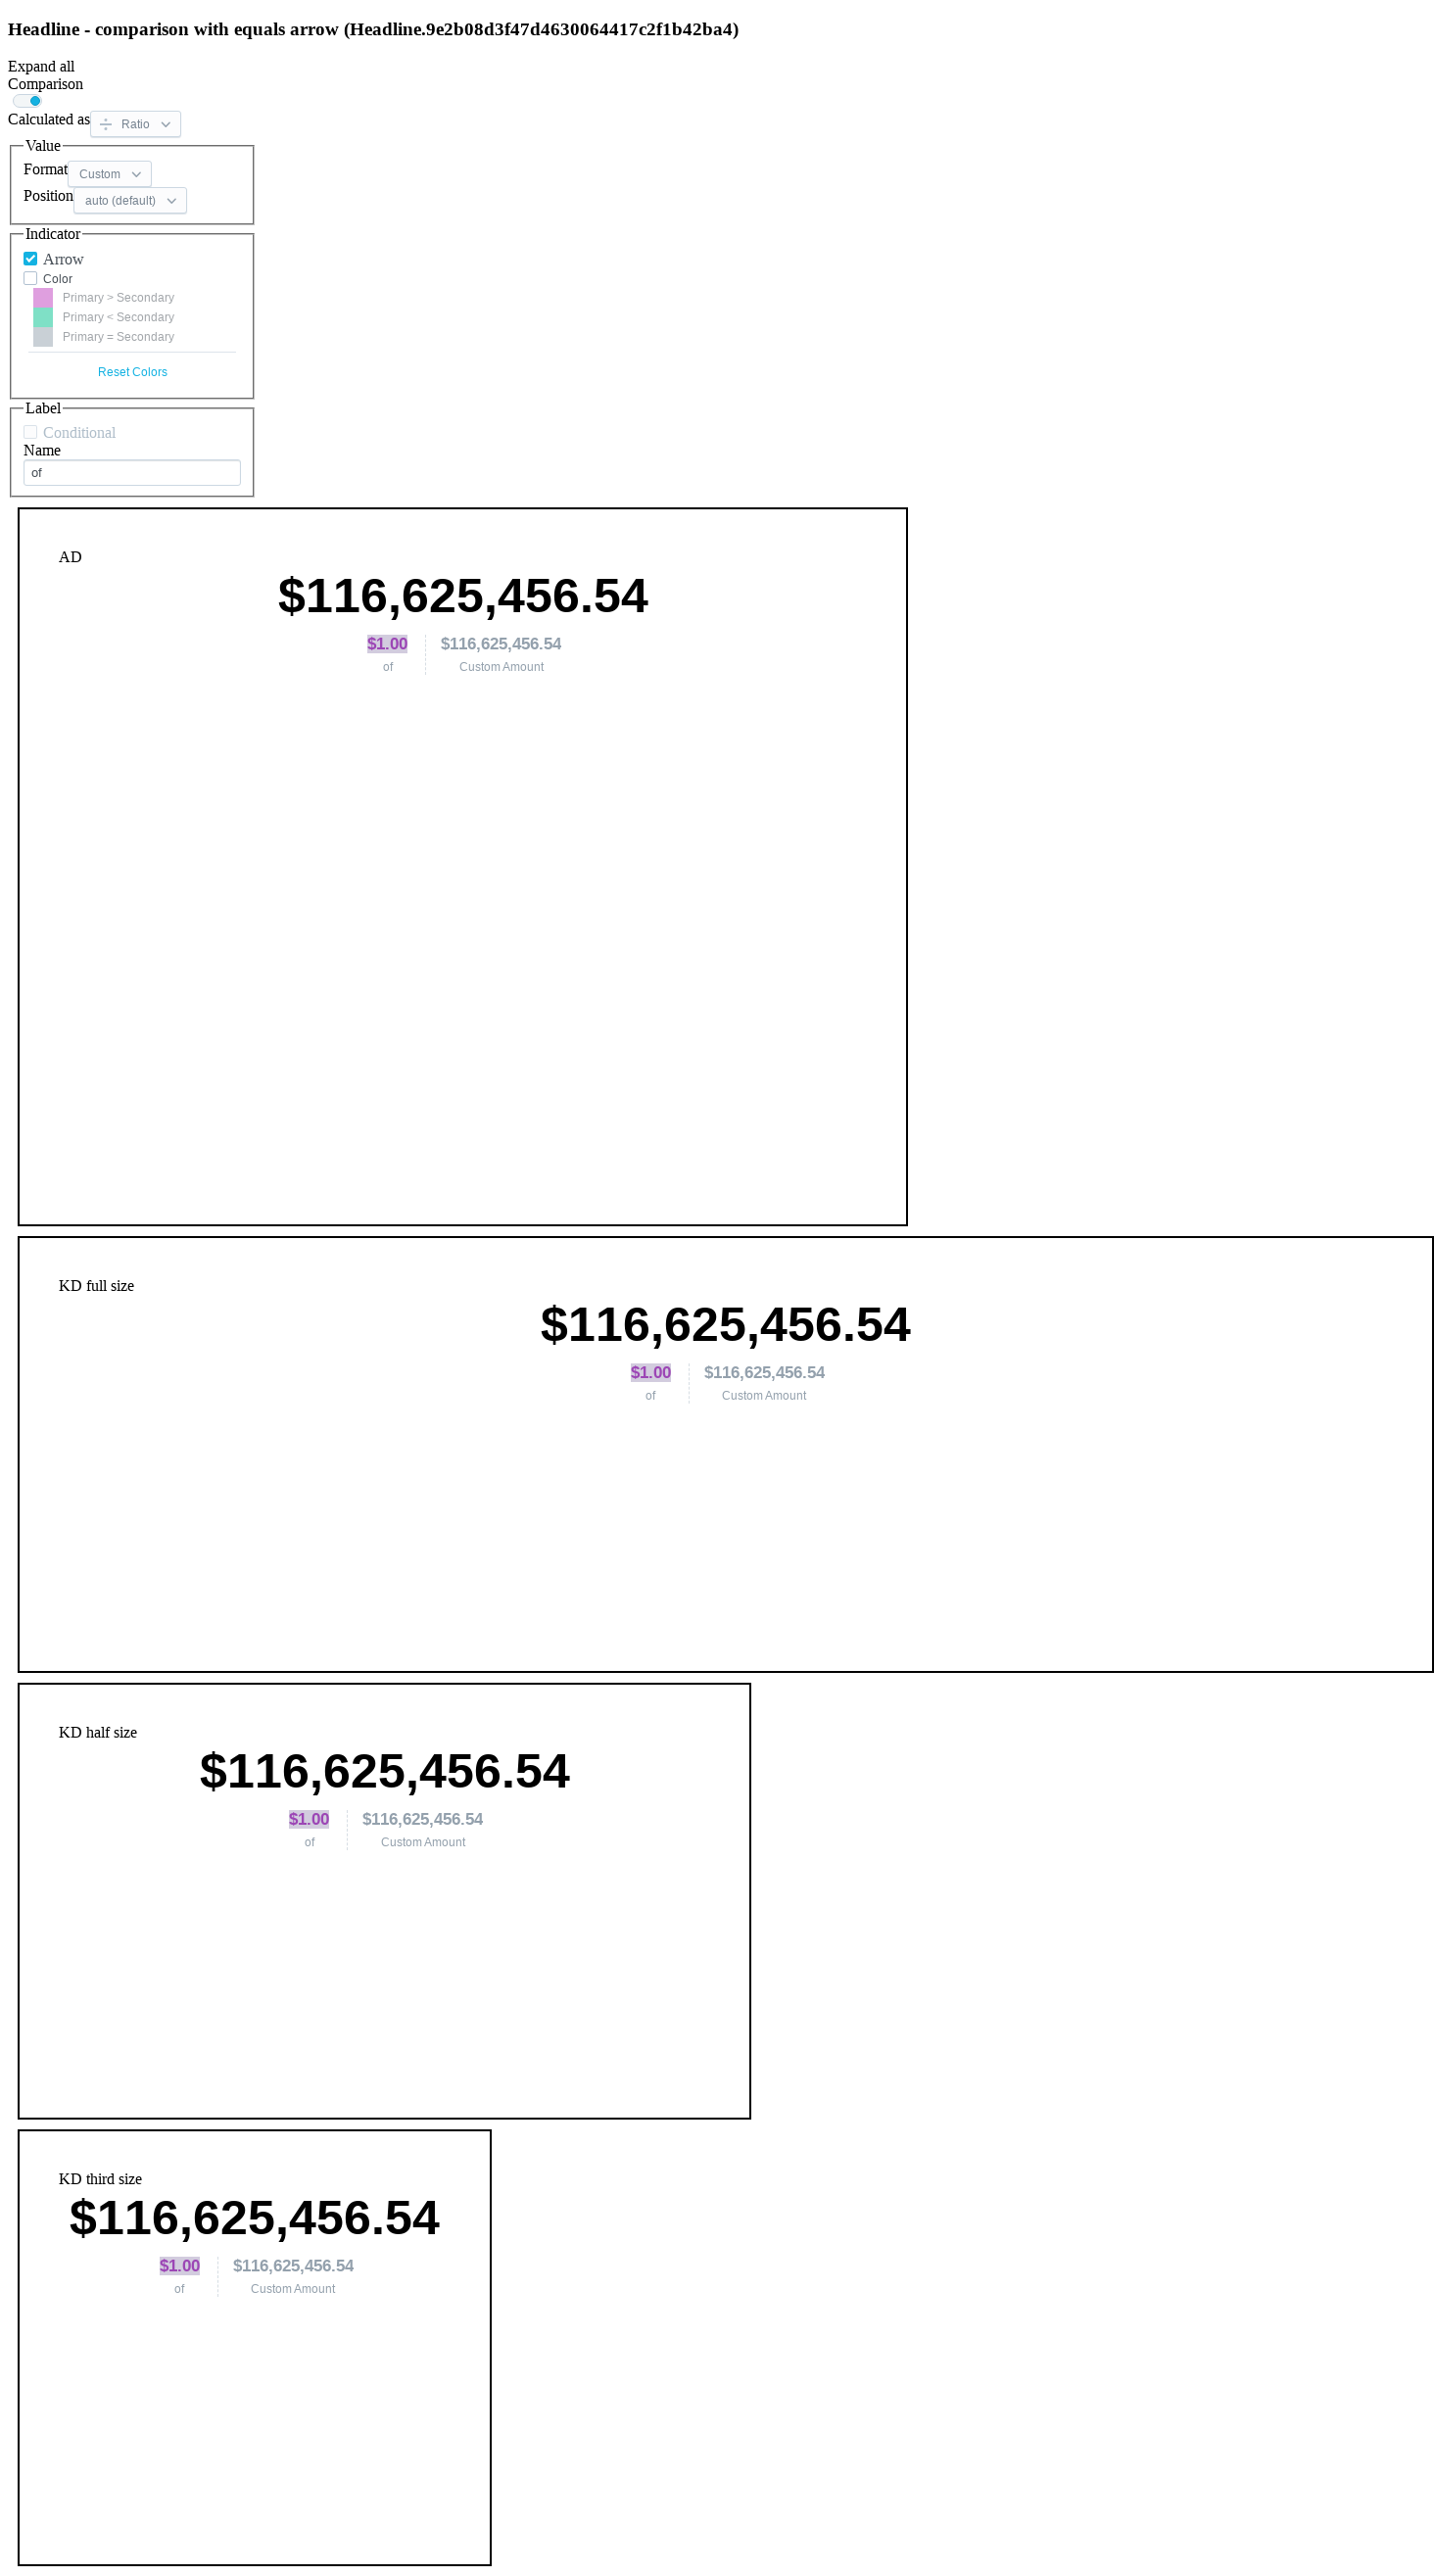 Headline - comparison with equals arrow (Headline.9e2b08d3f47d4630064417c2f1b42ba4)
Expand all
Comparison
Calculated as Ratio
Value
Format Custom
Position auto (default)
Indicator
Arrow
Color
Primary > Secondary
Primary < Secondary
Primary = Secondary
Reset Colors
Label
Conditional
Name
of
AD
$116,625,456.54
$1.00 $116,625,456.54
of Custom Amount
KD full size
$116,625,456.54
$1.00 $116,625,456.54
of Custom Amount
KD half size
$116,625,456.54
$1.00 $116,625,456.54
of Custom Amount
KD third size
$116,625,456.54
$1.00 $116,625,456.54
of Custom Amount